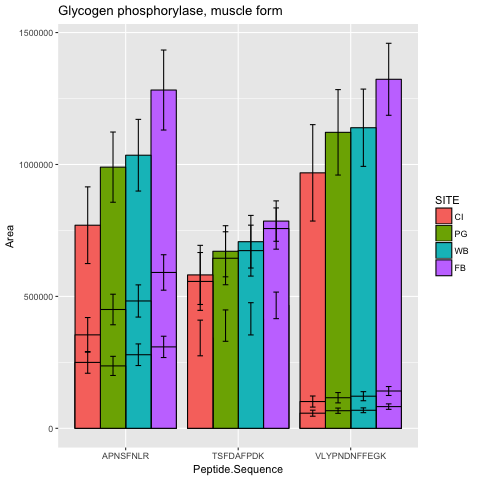 Glycogen phosphorylase, muscle form
1500000
1000000
500000
0
Area
APNSFNLR
TSFDAFPDK
VLYPNDNFFEGK
Peptide.Sequence
SITE
CI
PG
WB
FB